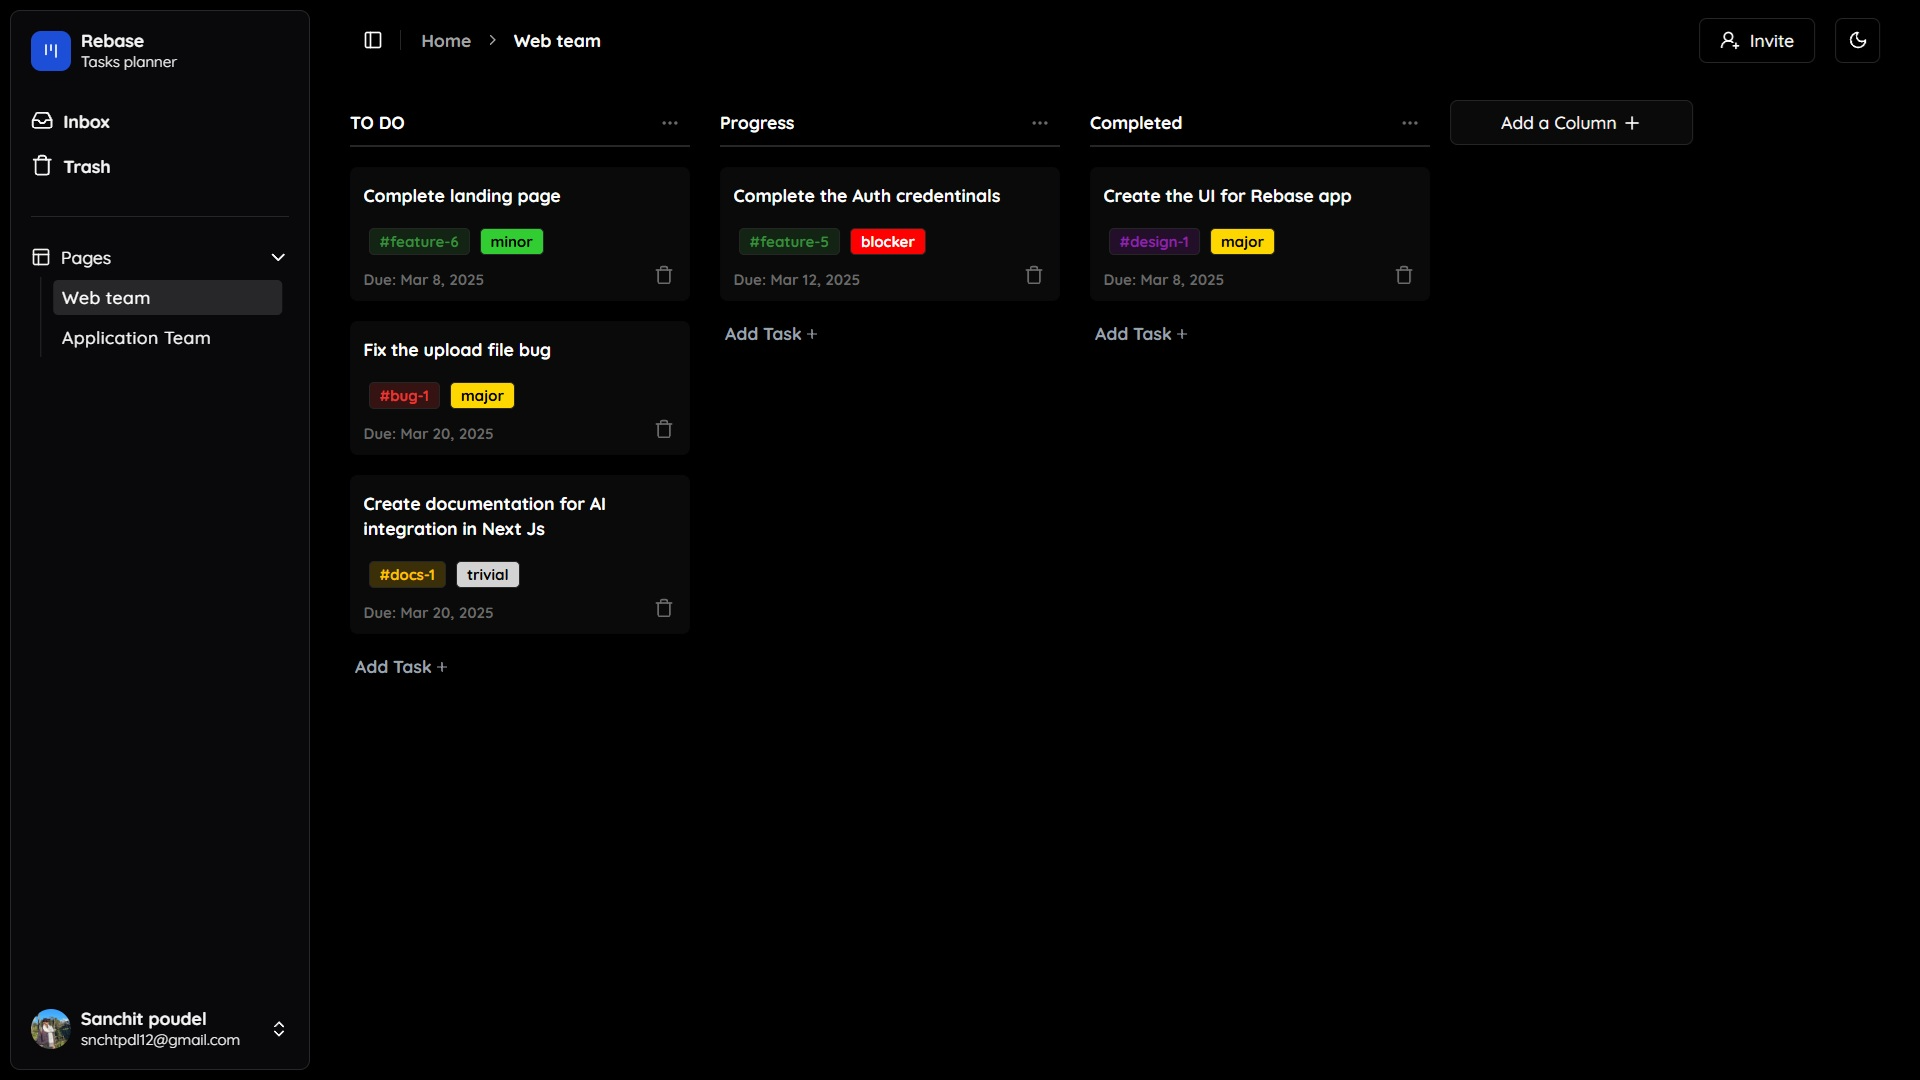 Rebase
Tasks planner
Inbox
Trash
Pages
Web team
Application Team
Sanchit poudel
snchtpdl12@gmail.com
Home > Web team
Invite
TO DO
Complete landing page
#feature-6 minor
Due: Mar 8, 2025
Fix the upload file bug
#bug-1 major
Due: Mar 20, 2025
Create documentation for AI
integration in Next Js
#docs-1 trivial
Due: Mar 20, 2025
Add Task +
Progress
Complete the Auth credentinals
#feature-5 blocker
Due: Mar 12, 2025
Add Task +
Completed
Create the UI for Rebase app
#design-1 major
Due: Mar 8, 2025
Add Task +
Add a Column +